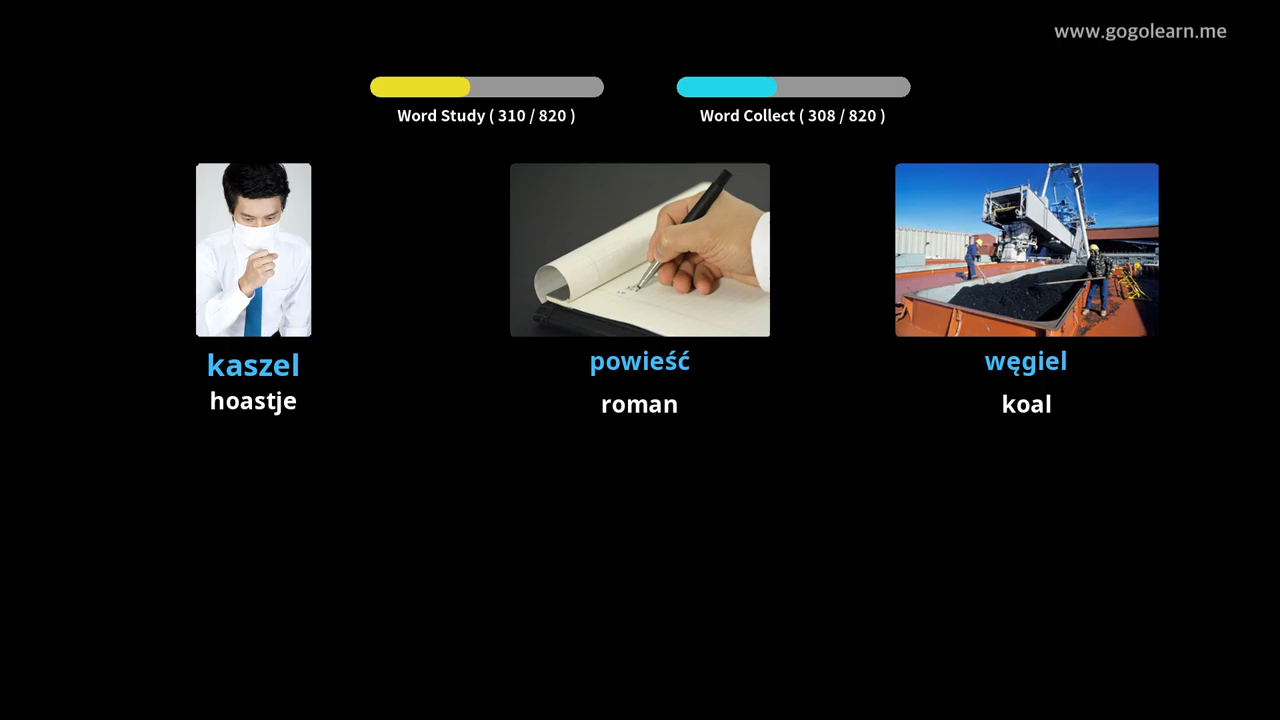 www.gogolearn.me
Word Study ( 310 / 820 )
Word Collect ( 308 / 820 )
kaszel
hoastje
powieść
roman
węgiel
koal